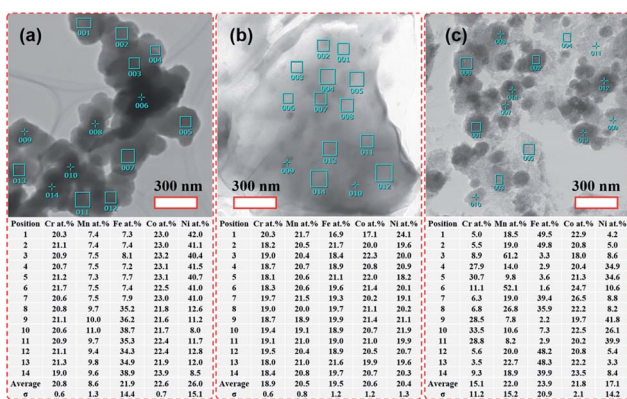 (a)
001
002
004
003
006
005
008
009
007
010
013
014
011
012
300 nm
(b)
002
001
003
004
005
006
007
008
011
013
009
014
010
012
300 nm
(c)
004
011
005
300 nm
Position Cr at.% Mn at.% Fe at.% Co at.% Ni at.%
1 20.3 7.4 7.3 23.0 42.0
2 21.1 7.4 7.4 23.0 41.1
3 20.9 7.5 8.1 23.2 40.4
4 20.7 7.5 7.2 23.1 41.5
5 21.2 7.3 7.7 23.1 40.7
6 21.7 7.5 7.4 22.5 41.0
7 20.6 7.5 7.9 23.0 41.0
8 20.8 9.7 35.2 21.8 12.6
9 21.1 10.0 36.2 21.6 11.2
10 20.6 11.0 38.7 21.7 8.0
11 20.9 9.7 35.3 22.4 11.7
12 21.1 9.4 34.3 22.4 12.8
13 21.3 9.8 34.9 21.9 12.0
14 19.0 9.6 38.9 23.9 8.5
Average 20.8 8.6 21.9 22.6 26.0
σ 0.6 1.3 14.4 0.7 15.1
Position Cr at.% Mn at.% Fe at.% Co at.% Ni at.%
1 20.3 21.7 16.9 17.1 24.1
2 18.2 20.5 21.7 20.0 19.6
3 19.0 20.4 18.4 22.3 20.0
4 18.7 20.7 18.9 20.8 20.9
5 18.1 20.6 21.1 22.0 18.2
6 18.3 20.6 19.6 21.4 20.1
7 19.7 21.5 19.3 20.2 19.1
8 19.0 20.0 19.7 21.1 20.2
9 18.7 18.9 19.9 21.4 21.1
10 19.4 19.1 18.9 20.7 21.9
11 19.1 21.0 19.0 21.0 19.9
12 19.5 20.4 18.9 20.5 20.7
13 18.0 21.0 21.6 19.9 19.6
14 18.4 20.8 19.7 20.7 20.3
Average 18.9 20.5 19.5 20.6 20.4
σ 0.6 0.8 1.2 1.2 1.3
Position Cr at.% Mn at.% Fe at.% Co at.% Ni at.%
1 5.0 18.5 49.5 22.9 4.2
2 5.5 19.0 49.8 20.8 5.0
3 8.9 61.2 3.3 18.0 8.6
4 27.9 14.0 2.9 20.4 34.9
5 30.7 9.8 3.6 21.3 34.6
6 11.1 52.1 1.6 24.7 10.6
7 6.3 19.0 39.4 26.5 8.8
8 6.8 26.8 35.9 22.2 8.2
9 28.5 7.8 2.2 19.7 41.8
10 33.5 10.6 7.3 22.5 26.1
11 28.8 8.2 2.9 20.2 39.9
12 5.6 20.0 48.2 20.8 5.4
13 3.5 22.7 48.3 22.2 3.3
14 9.3 18.9 39.9 23.5 8.4
Average 15.1 22.0 23.9 21.8 17.1
σ 11.2 15.2 20.9 2.1 14.2